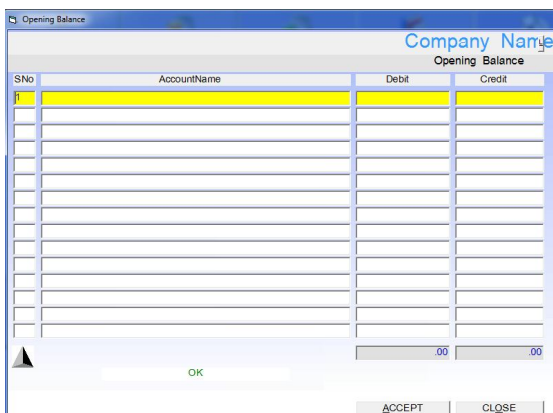 Opening Balance
Company Name
Opening Balance
SNo AccountName Debit Credit
1
.00 .00
OK
ACCEPT CLOSE